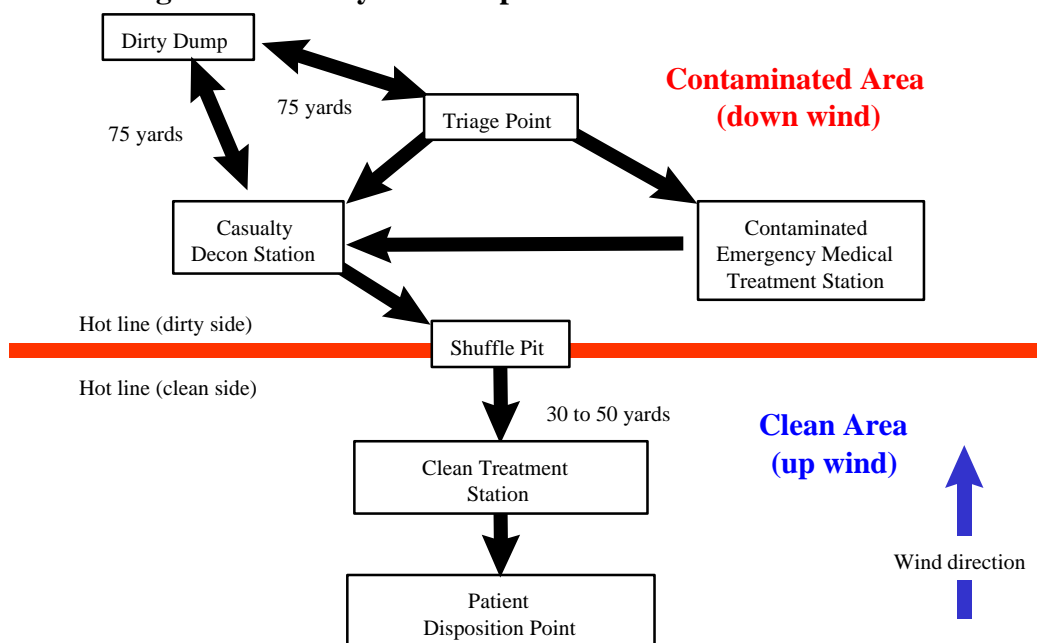 Dirty Dump
75 yards
75 yards
Triage Point
Contaminated Area
(down wind)
Casualty
Decon Station
Contaminated
Emergency Medical
Treatment Station
Hot line (dirty side)
Shuffle Pit
Hot line (clean side)
30 to 50 yards
Clean Area
(up wind)
Clean Treatment
Station
Wind direction
Patient
Disposition Point